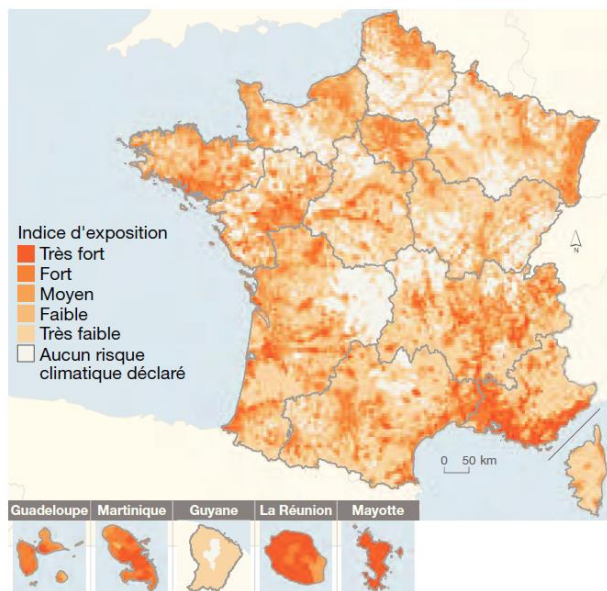 Indice d'exposition
Très fort
Fort
Moyen
Faible
Très faible
Aucun risque
climatique déclaré
N
0 50 km
Guadeloupe Martinique Guyane La Réunion Mayotte